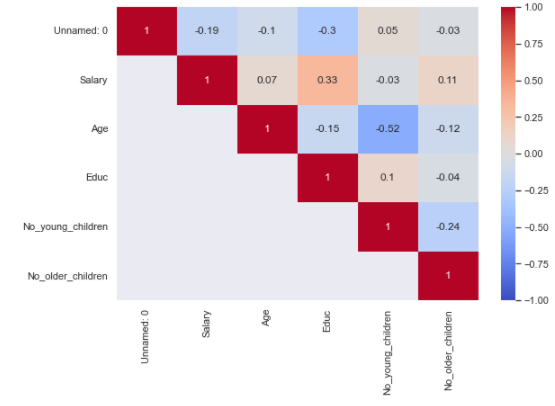 Unnamed: 0 1 -0.19 -0.1 -0.3 0.05 -0.03
Salary 1 0.07 0.33 -0.03 0.11
Age 1 -0.15 -0.52 -0.12
Educ 1 0.1 -0.04
No_young_children 1 -0.24
No_older_children 1
Unnamed: 0
Salary
Age
Educ
No_young_children
No_older_children
1.00
0.75
0.50
0.25
0.00
−0.25
−0.50
−0.75
−1.00